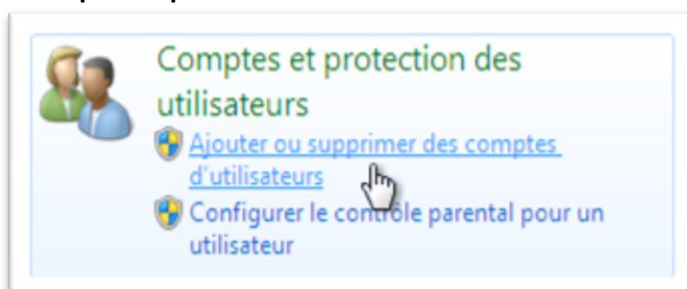 Comptes et protection des
utilisateurs
Ajouter ou supprimer des comptes
d'utilisateurs
Configurer le contrôle parental pour un
utilisateur